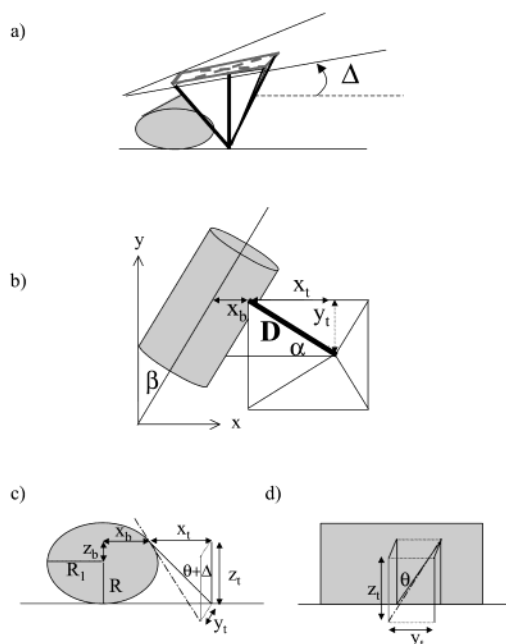 a)
Δ
b)
y
x_t
x_b
D
y_t
α
β
x
c)
d)
x_b
x_t
z_b
R_1
R
θ+Δ
z_t
y_t
z_t
θ
y_t